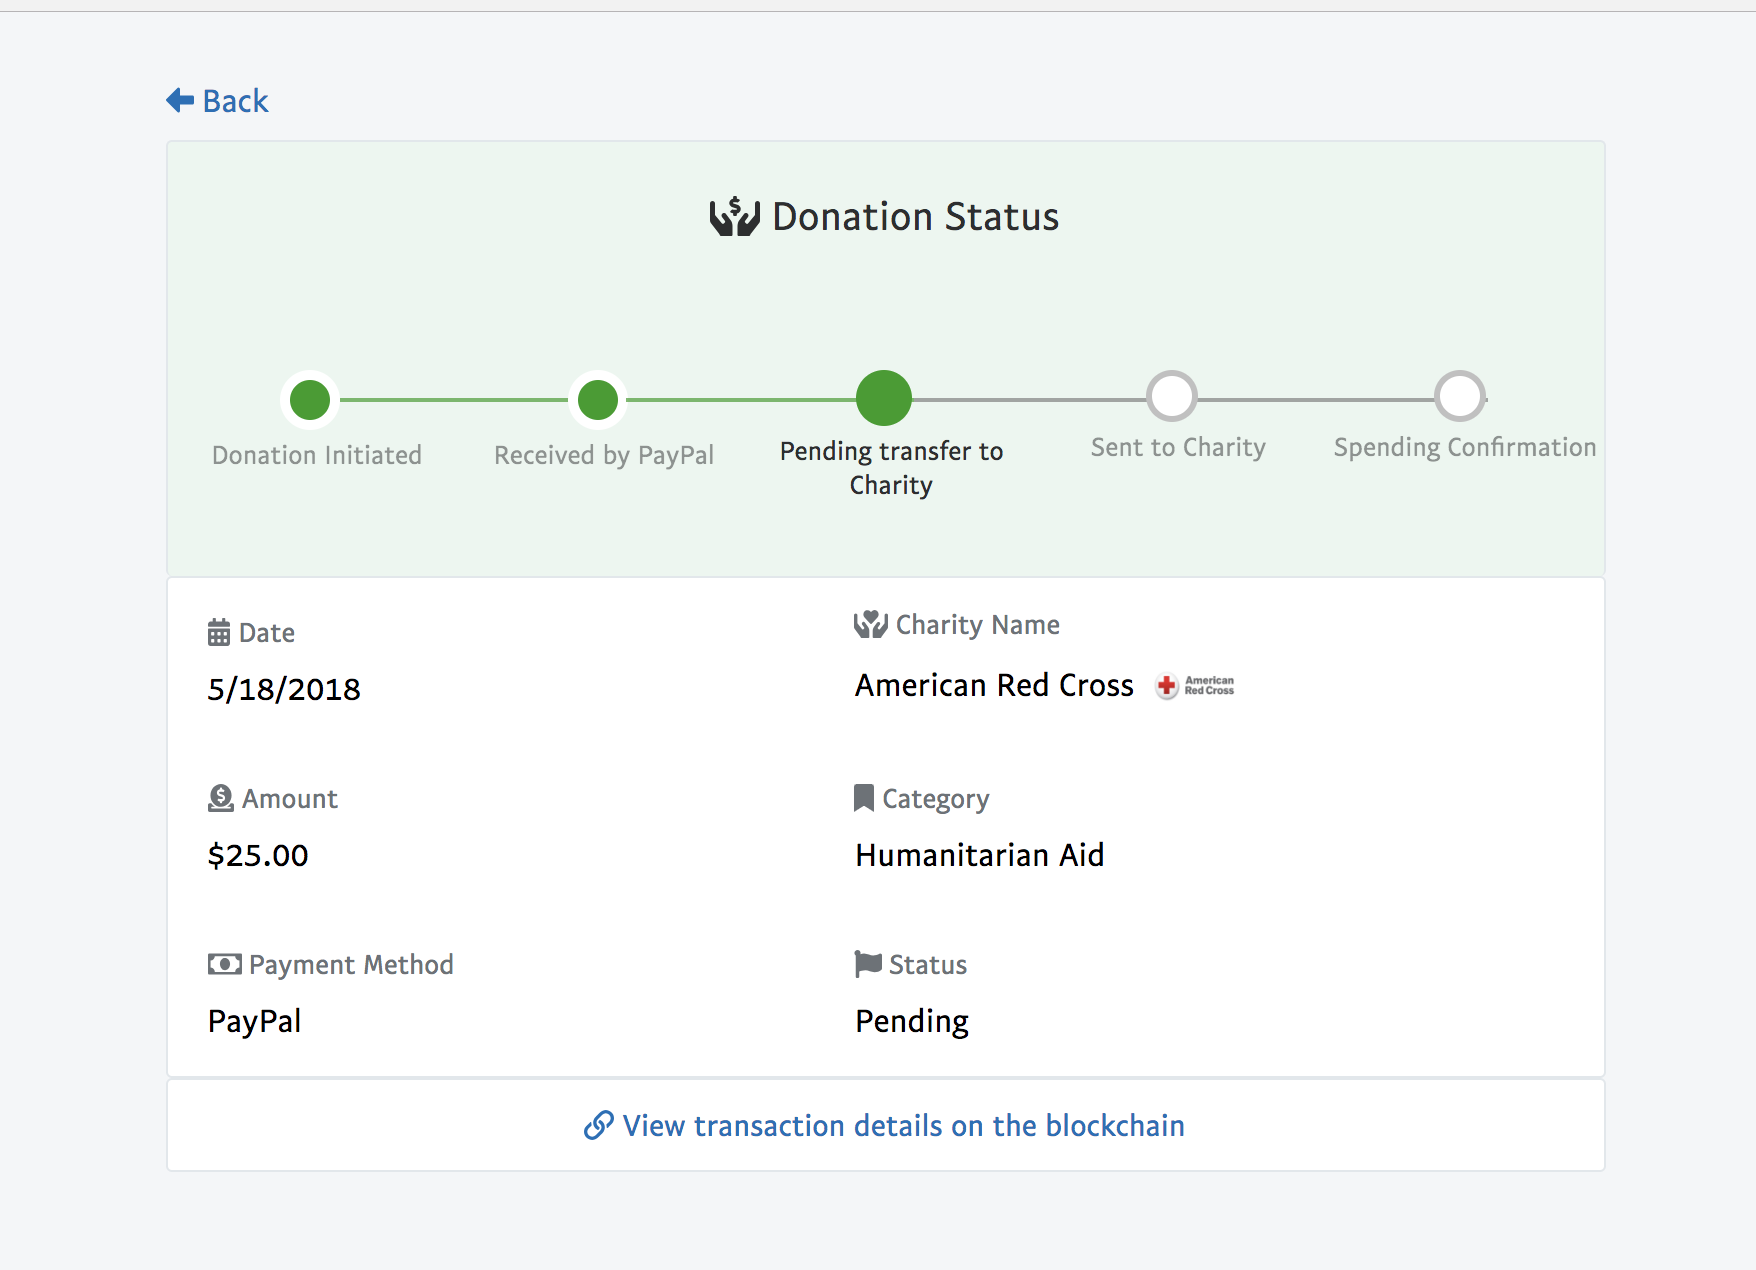 Back
Donation Status
Donation Initiated
Received by PayPal
Pending transfer to
Charity
Sent to Charity
Spending Confirmation
Date
5/18/2018
Charity Name
American Red Cross
American
Red Cross
Amount
$25.00
Category
Humanitarian Aid
Payment Method
PayPal
Status
Pending
View transaction details on the blockchain